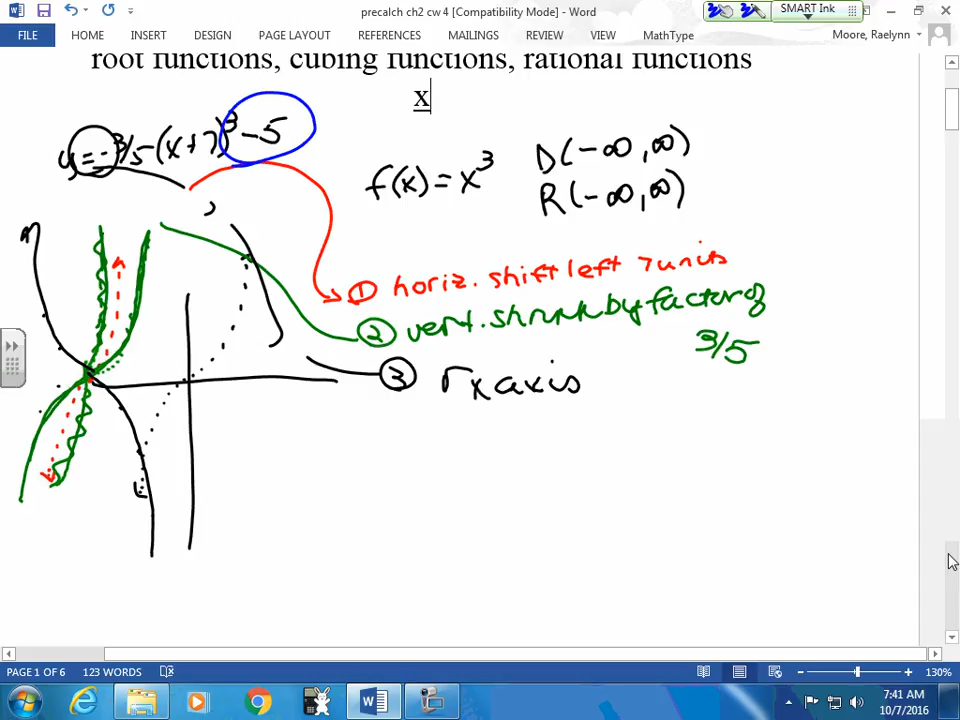 precalch ch2 cw 4 [Compatibility Mode] - Word
SMART Ink
FILE HOME INSERT DESIGN PAGE LAYOUT REFERENCES MAILINGS REVIEW VIEW MathType Moore, Raelynn
root functions, cubing functions, rational functions
x
y = - 3/5 - (x+7)³ - 5
f(x) = x³
D(-∞,∞)
R(-∞,∞)
① horiz. shift left 7 units
② vert. shrink by factor of
3/5
③ r x axis
PAGE 1 OF 6 123 WORDS 130%
7:41 AM
10/7/2016